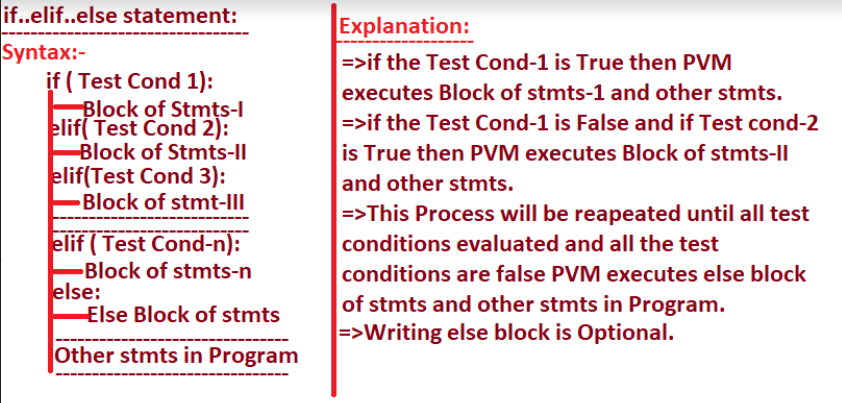 if..elif..else statement:
Syntax:-
if ( Test Cond 1):
Block of Stmts-I
elif( Test Cond 2):
Block of Stmts-II
elif(Test Cond 3):
Block of stmt-III
elif ( Test Cond-n):
Block of stmts-n
else:
Else Block of stmts
Other stmts in Program
Explanation:
=>if the Test Cond-1 is True then PVM
executes Block of stmts-1 and other stmts.
=>if the Test Cond-1 is False and if Test cond-2
is True then PVM executes Block of stmts-II
and other stmts.
=>This Process will be reapeated until all test
conditions evaluated and all the test
conditions are false PVM executes else block
of stmts and other stmts in Program.
=>Writing else block is Optional.